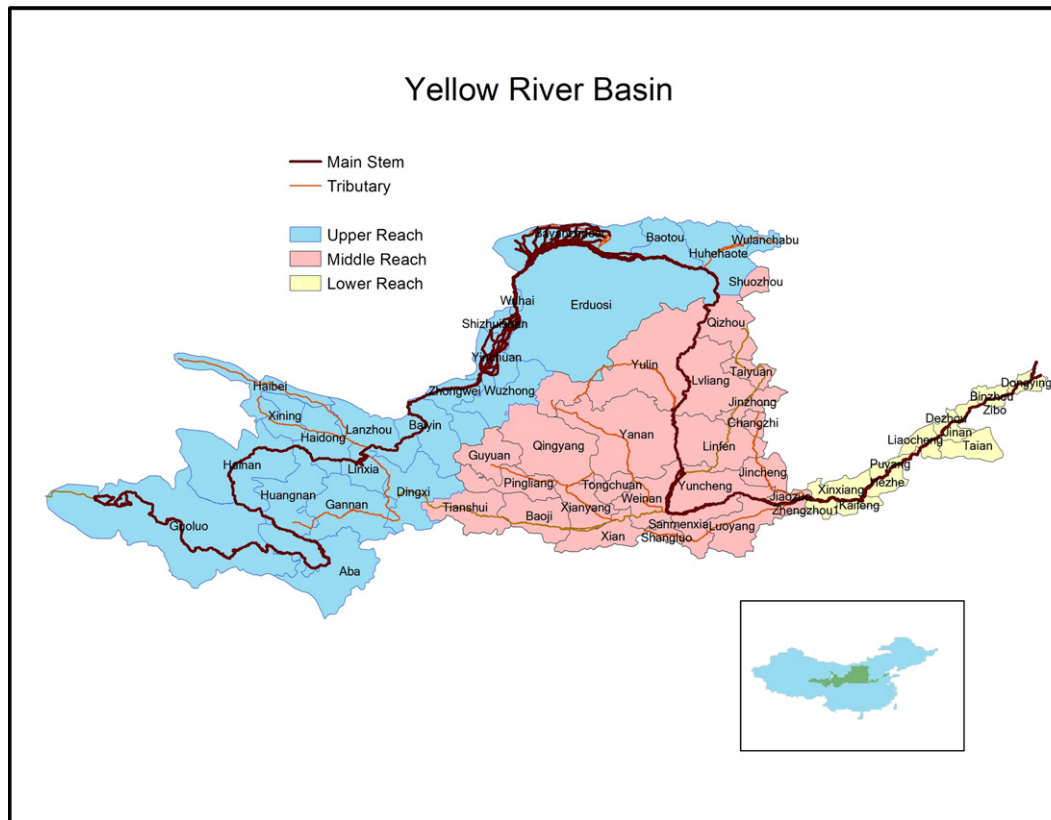 Yellow River Basin
Main Stem
Tributary
Upper Reach
Middle Reach
Lower Reach
Baotou
Wulanchabu
Huhehaote
Shuozhou
Wuhai
Erduosi
Qizhou
Yulin
Taiyuan
Lvliang
Haibei
Zhongwei
Wuzhong
Jinzhong
Dongying
Binzhou
Zibo
Xining
Lanzhou
Baiyin
Changzhi
Dezhou
Haidong
Yanan
Jinan
Qingyang
Linfen
Liaocheng
Taian
Guyuan
Hainan
Linxia
Puyang
Jincheng
Pingliang
Tongchuan
Yuncheng
Huangnan
Dingxi
Xinxiang
Gannan
Weinan
Jiaozuo
Kaifeng
Tianshui
Baoji
Xianyang
Zhengzhou1
Guoluo
Sanmenxia
Luoyang
Xian
Shangluo
Aba